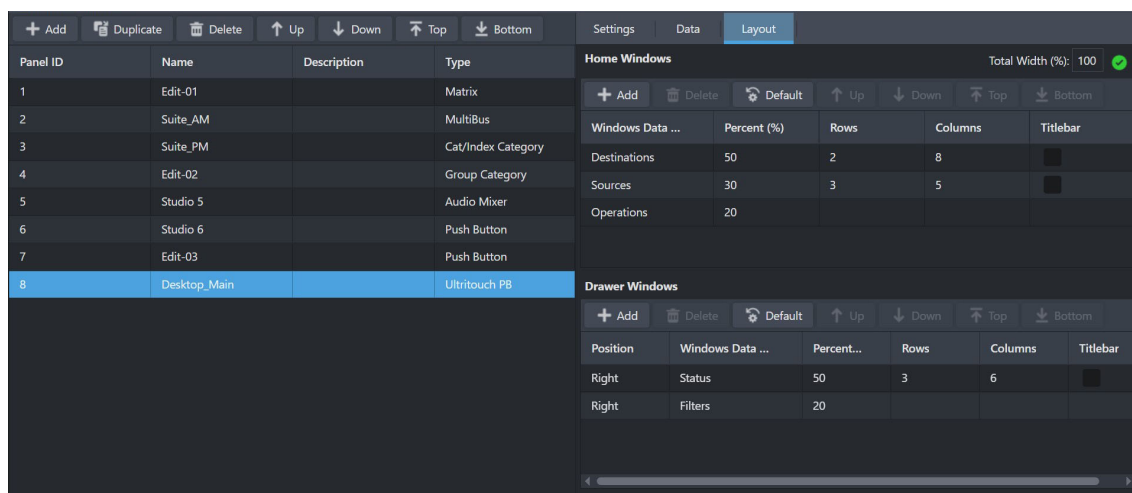 Add Duplicate Delete Up Down Top Bottom
Panel ID Name Description Type
1 Edit-01 Matrix
2 Suite_AM MultiBus
3 Suite_PM Cat/Index Category
4 Edit-02 Group Category
5 Studio 5 Audio Mixer
6 Studio 6 Push Button
7 Edit-03 Push Button
8 Desktop_Main Ultritouch PB
Settings Data Layout
Home Windows Total Width (%): 100
Add Delete Default Up Down Top Bottom
Windows Data ... Percent (%) Rows Columns Titlebar
Destinations 50 2 8
Sources 30 3 5
Operations 20
Drawer Windows
Add Delete Default Up Down Top Bottom
Position Windows Data ... Percent... Rows Columns Titlebar
Right Status 50 3 6
Right Filters 20